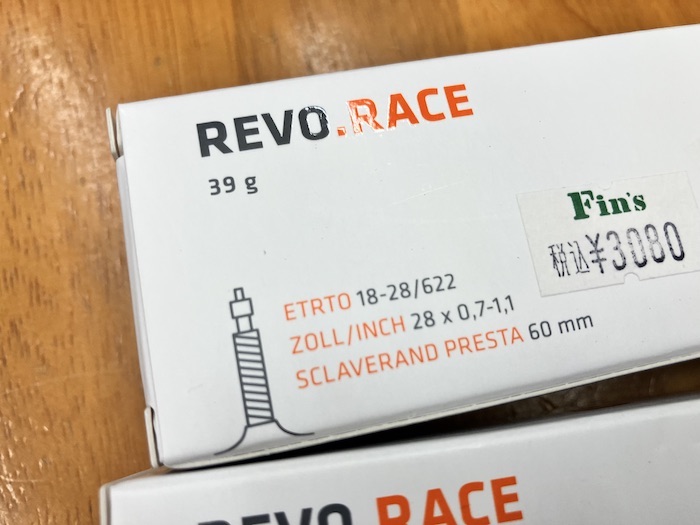 REVO.RACE
39 g
Fin's
税込¥3080
ETRTO 18-28/622
ZOLL/INCH 28 x 0,7-1,1
SCLAVERAND PRESTA 60 mm
REVO.RACE